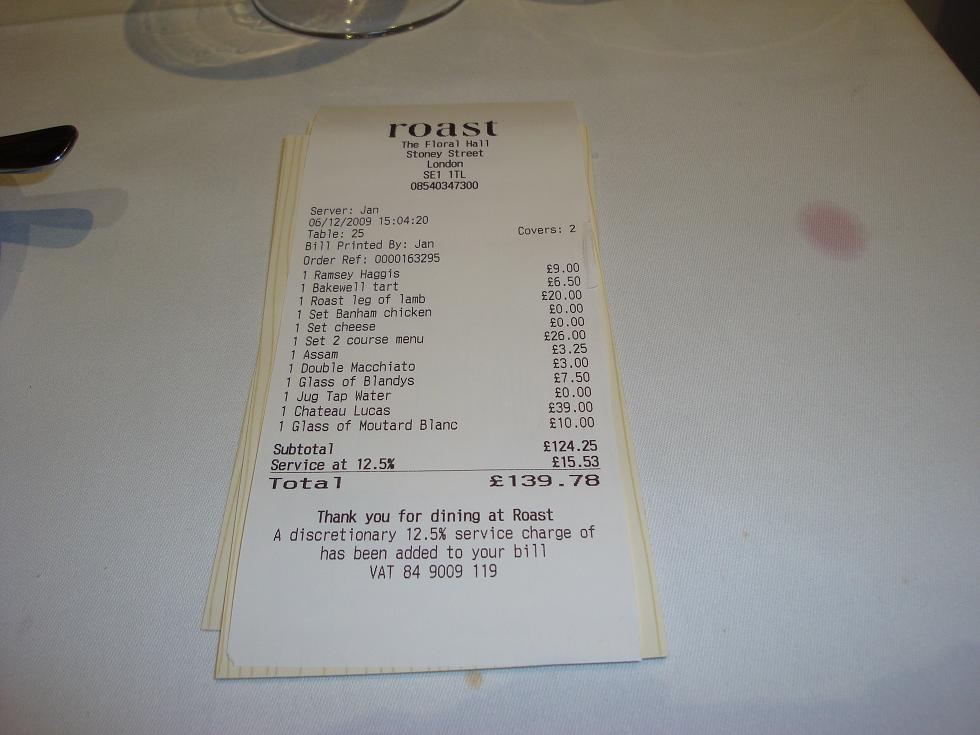 roast
The Floral Hall
Stoney Street
London
SE1 1TL
08540347300
Server: Jan
06/12/2009 15:04:20
Table: 25 Covers: 2
Bill Printed By: Jan
Order Ref: 0000163295
1 Ramsey Haggis £9.00
1 Bakewell tart £6.50
1 Roast leg of lamb £20.00
1 Set Banham chicken £0.00
1 Set cheese £0.00
1 Set 2 course menu £26.00
1 Assam £3.25
1 Double Macchiato £3.00
1 Glass of Blandys £7.50
1 Jug Tap Water £0.00
1 Chateau Lucas £39.00
1 Glass of Moutard Blanc £10.00
Subtotal £124.25
Service at 12.5% £15.53
Total £139.78
Thank you for dining at Roast
A discretionary 12.5% service charge of
has been added to your bill
VAT 84 9009 119